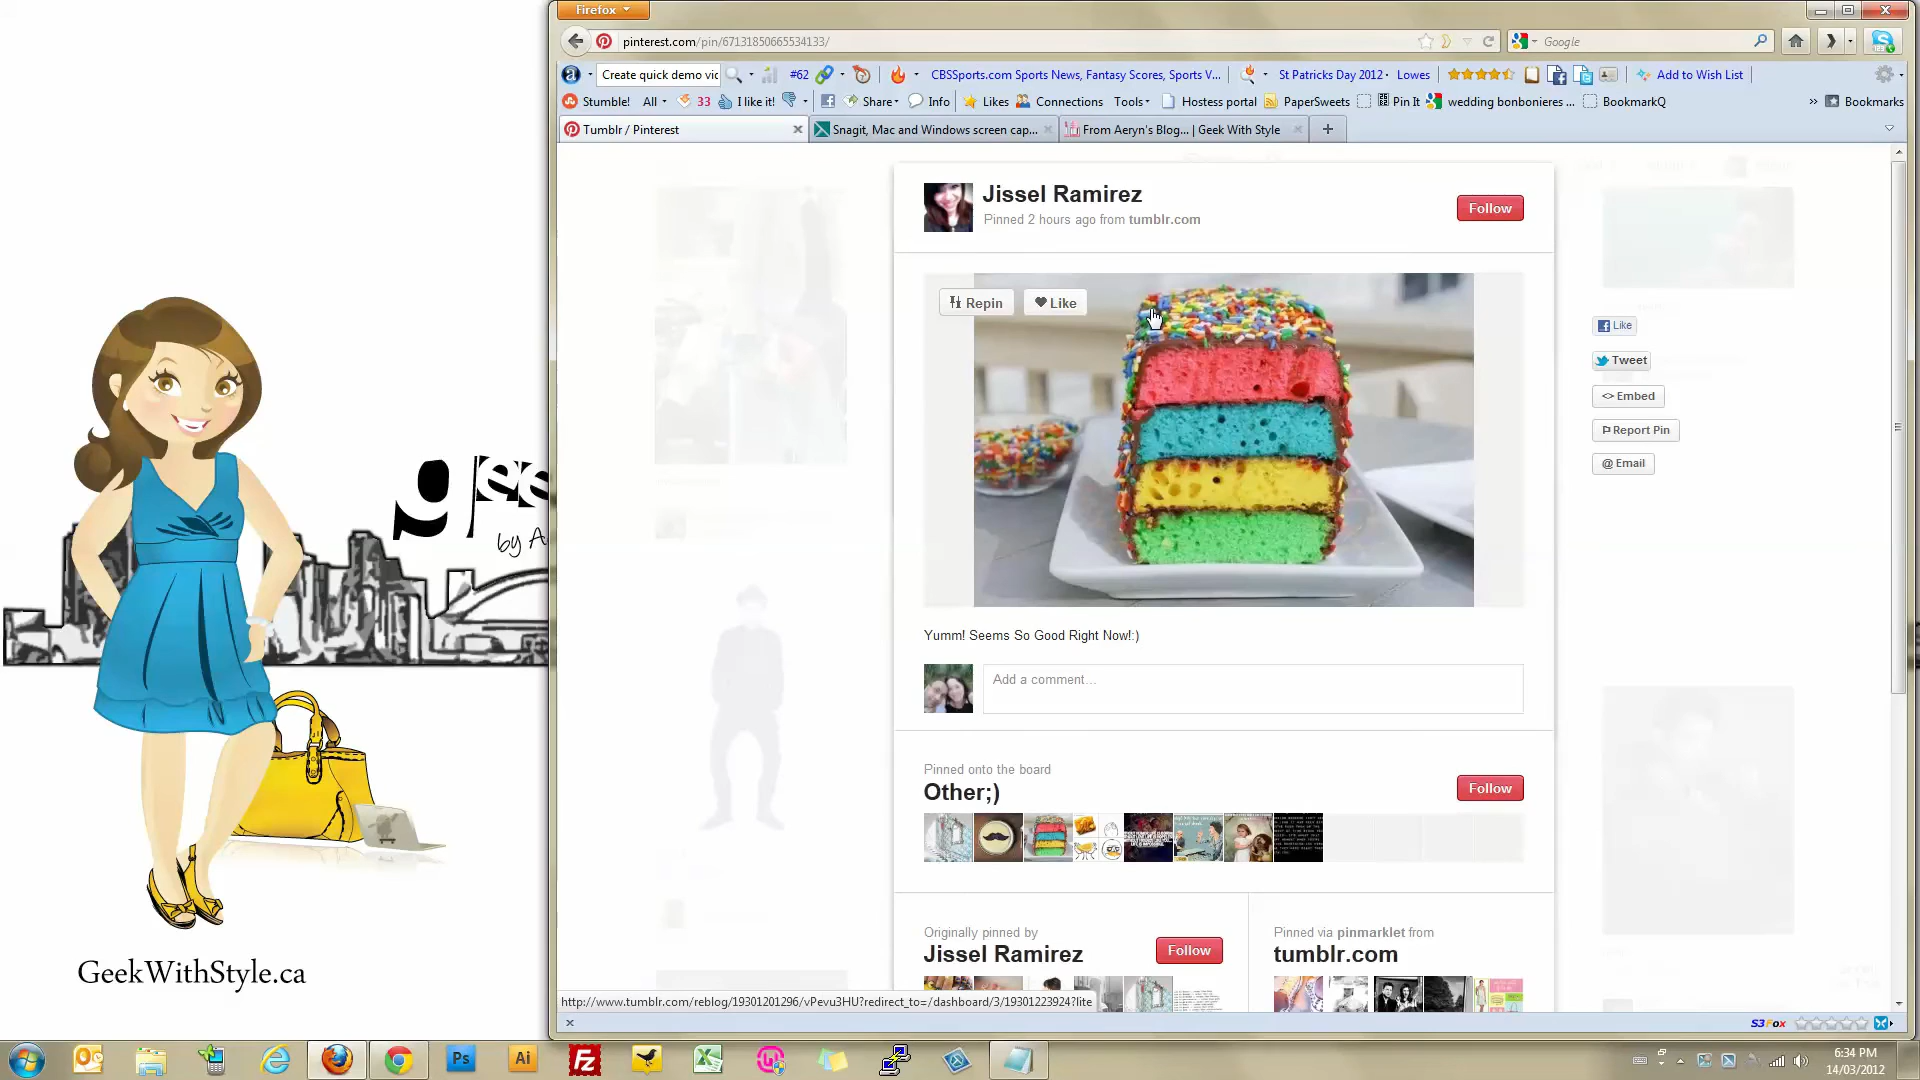 Firefox
pinterest.com/pin/67131850665534133/
Google
Create quick demo vic
#62
CBSSports.com Sports News, Fantasy Scores, Sports V...
St Patricks Day 2012
Lowes
Add to Wish List
Stumble!
All
33
I like it!
Share
Info
Likes
Connections
Tools
Hostess portal
PaperSweets
Pin It
wedding bonbonieres ...
BookmarkQ
»
Bookmarks
Tumblr / Pinterest
Snagit, Mac and Windows screen cap...
From Aeryn's Blog... | Geek With Style
Jissel Ramirez
Pinned 2 hours ago from tumblr.com
Follow
Repin
Like
Like
Tweet
<> Embed
Report Pin
@ Email
Yumm! Seems So Good Right Now!:)
Add a comment...
Pinned onto the board
Other;)
Follow
Originally pinned by
Jissel Ramirez
Follow
Pinned via pinmarklet from
tumblr.com
http://www.tumblr.com/reblog/19301201296/vPevu3HU?redirect_to=/dashboard/3/19301223924?lite
S3Fox
gee
by A
GeekWithStyle.ca
Ps
Ai
Fz
6:34 PM
14/03/2012